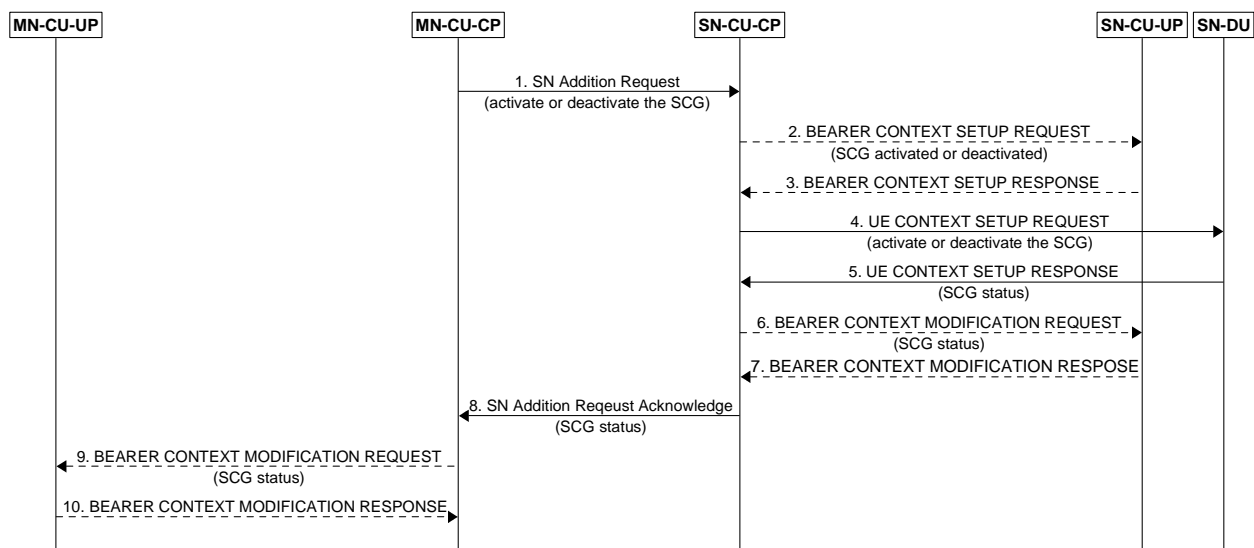 MN-CU-UP
MN-CU-CP
SN-CU-CP
SN-CU-UP
SN-DU
1. SN Addition Request
(activate or deactivate the SCG)
2. BEARER CONTEXT SETUP REQUEST
(SCG activated or deactivated)
3. BEARER CONTEXT SETUP RESPONSE
4. UE CONTEXT SETUP REQUEST
(activate or deactivate the SCG)
5. UE CONTEXT SETUP RESPONSE
(SCG status)
6. BEARER CONTEXT MODIFICATION REQUEST
(SCG status)
7. BEARER CONTEXT MODIFICATION RESPOSE
8. SN Addition Reqeust Acknowledge
(SCG status)
9. BEARER CONTEXT MODIFICATION REQUEST
(SCG status)
10. BEARER CONTEXT MODIFICATION RESPONSE